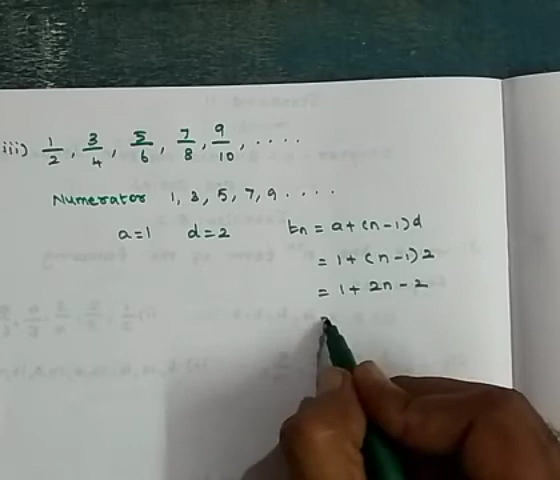 iii) 1/2, 3/4, 5/6, 7/8, 9/10, ....
Numerator 1, 3, 5, 7, 9 ....
a=1 d=2 tn = a+(n-1)d
= 1+(n-1)2
= 1+2n-2